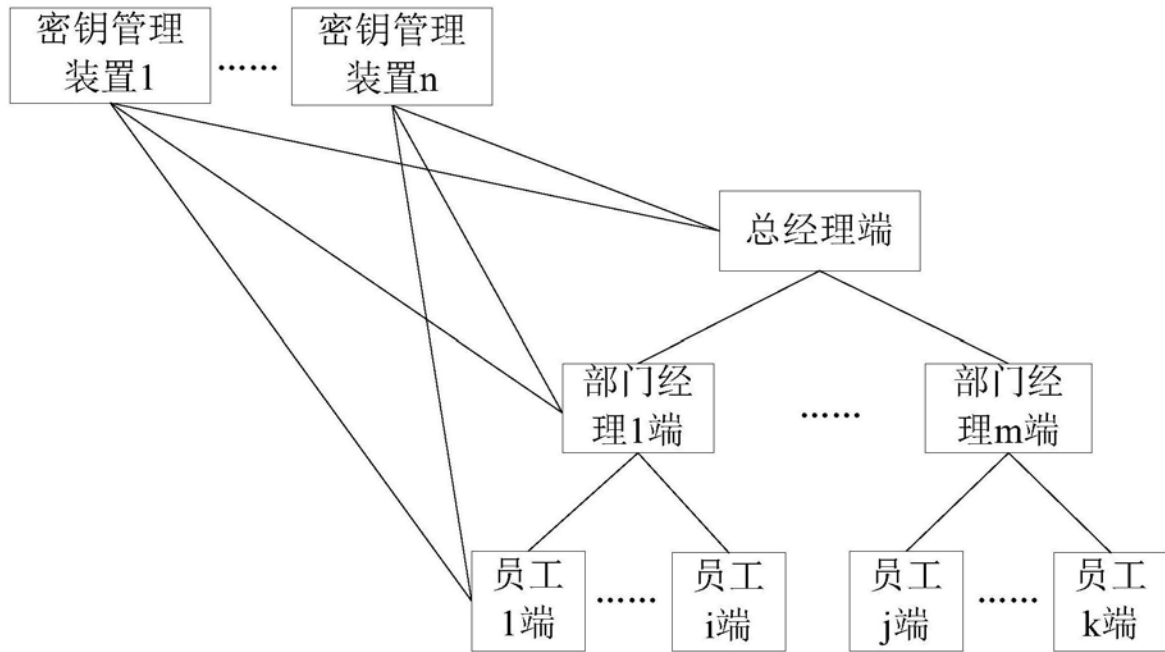 密钥管理
装置1
……
密钥管理
装置n
总经理端
部门经
理1端
……
部门经
理m端
员工
1端
……
员工
i端
员工
j端
……
员工
k端